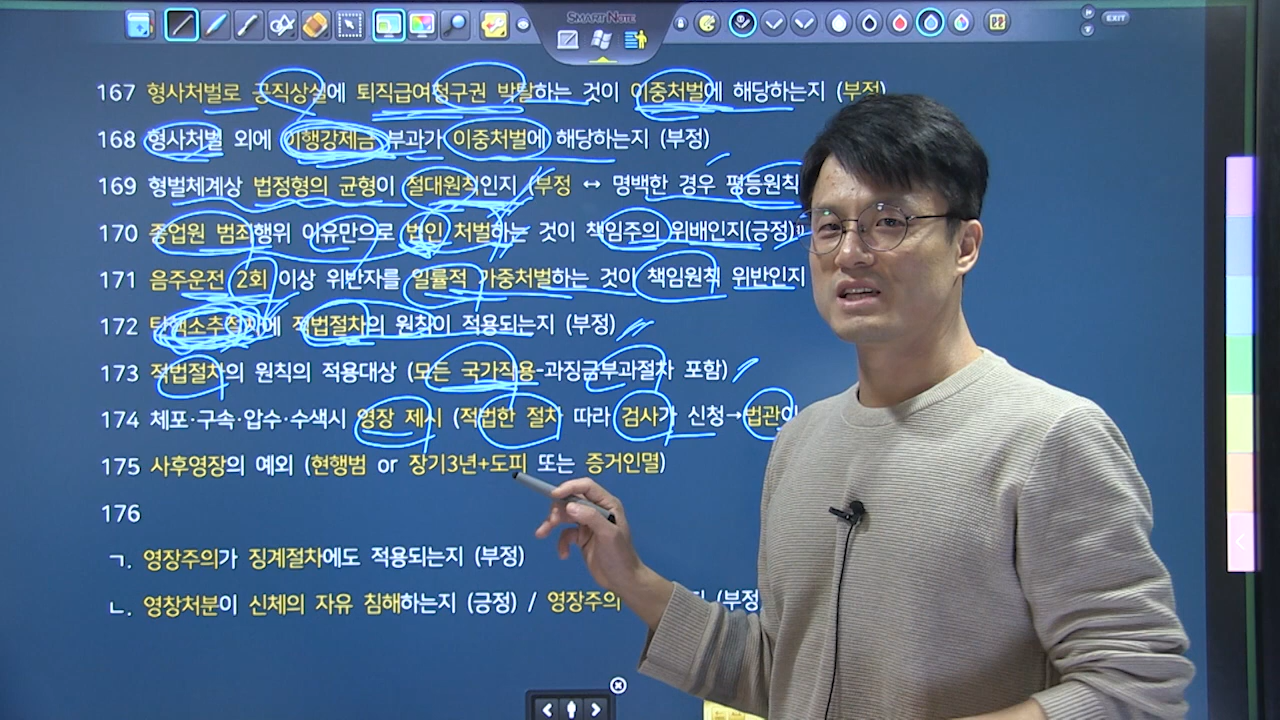 SMART NOTE
EXIT
167 형사처벌로 공직상실에 퇴직급여청구권 박탈하는 것이 이중처벌에 해당하는지 (부정)
168 형사처벌 외에 이행강제금 부과가 이중처벌에 해당하는지 (부정)
169 형벌체계상 법정형의 균형이 절대원칙인지 (부정 ↔ 명백한 경우 평등원칙
170 종업원 범죄행위 이유만으로 법인 처벌하는 것이 책임주의 위배인지(긍정)
171 음주운전 2회 이상 위반자를 일률적 가중처벌하는 것이 책임원칙 위반인지
172 탄핵소추절차에 적법절차의 원칙이 적용되는지 (부정)
173 적법절차의 원칙의 적용대상 (모든 국가작용-과징금부과절차 포함)
174 체포·구속·압수·수색시 영장 제시 (적법한 절차 따라 검사가 신청→법관이
175 사후영장의 예외 (현행범 or 장기3년+도피 또는 증거인멸)
176
ㄱ. 영장주의가 징계절차에도 적용되는지 (부정)
ㄴ. 영창처분이 신체의 자유 침해하는지 (긍정) / 영장주의 지 (부정